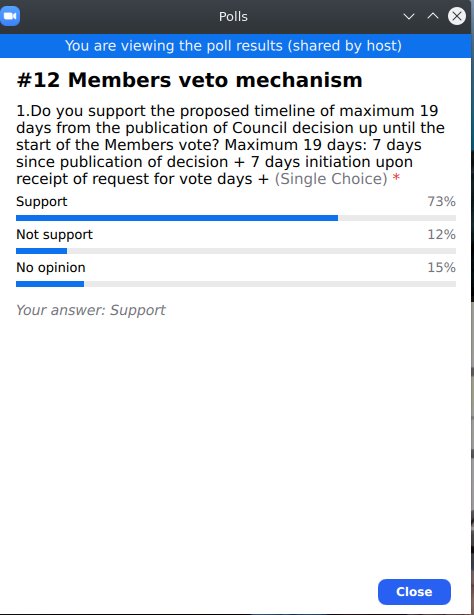 Polls
You are viewing the poll results (shared by host)
#12 Members veto mechanism
1.Do you support the proposed timeline of maximum 19
days from the publication of Council decision up until the
start of the Members vote? Maximum 19 days: 7 days
since publication of decision + 7 days initiation upon
receipt of request for vote days + (Single Choice) *
Support 73%
Not support 12%
No opinion 15%
Your answer: Support
Close